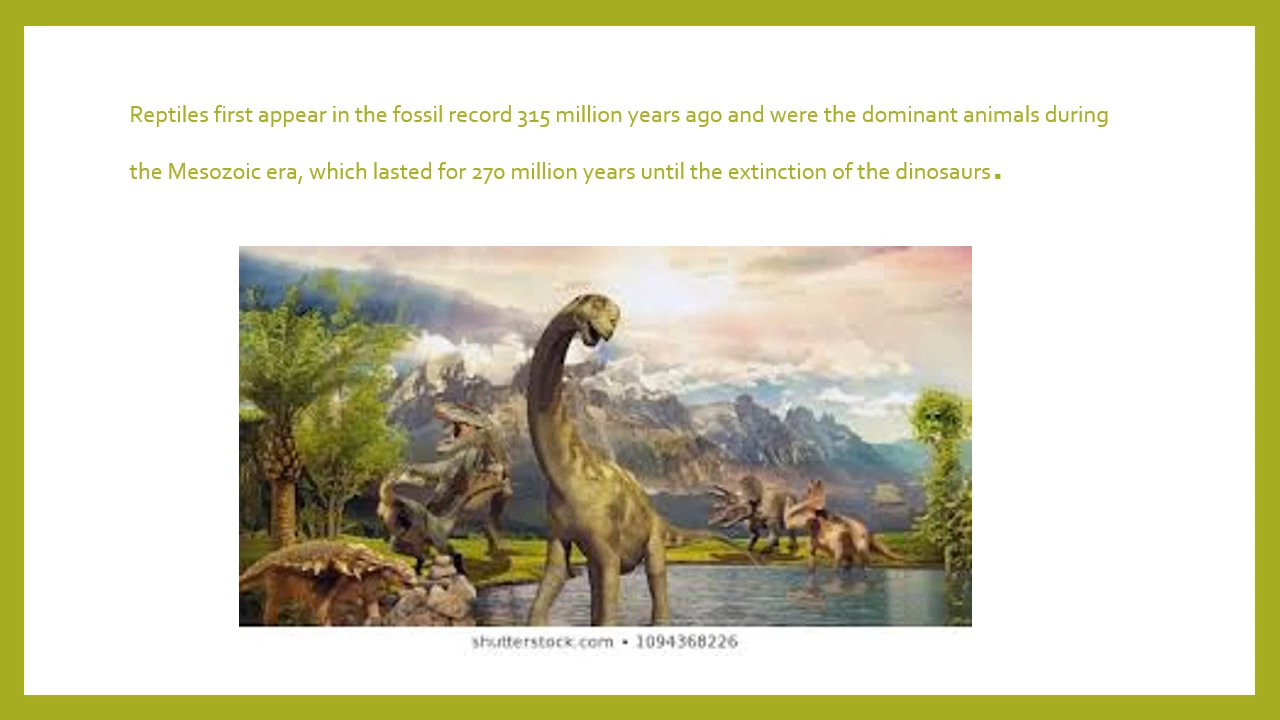 Reptiles first appear in the fossil record 315 million years ago and were the dominant animals during
the Mesozoic era, which lasted for 270 million years until the extinction of the dinosaurs.
shutterstock.com • 1094368226